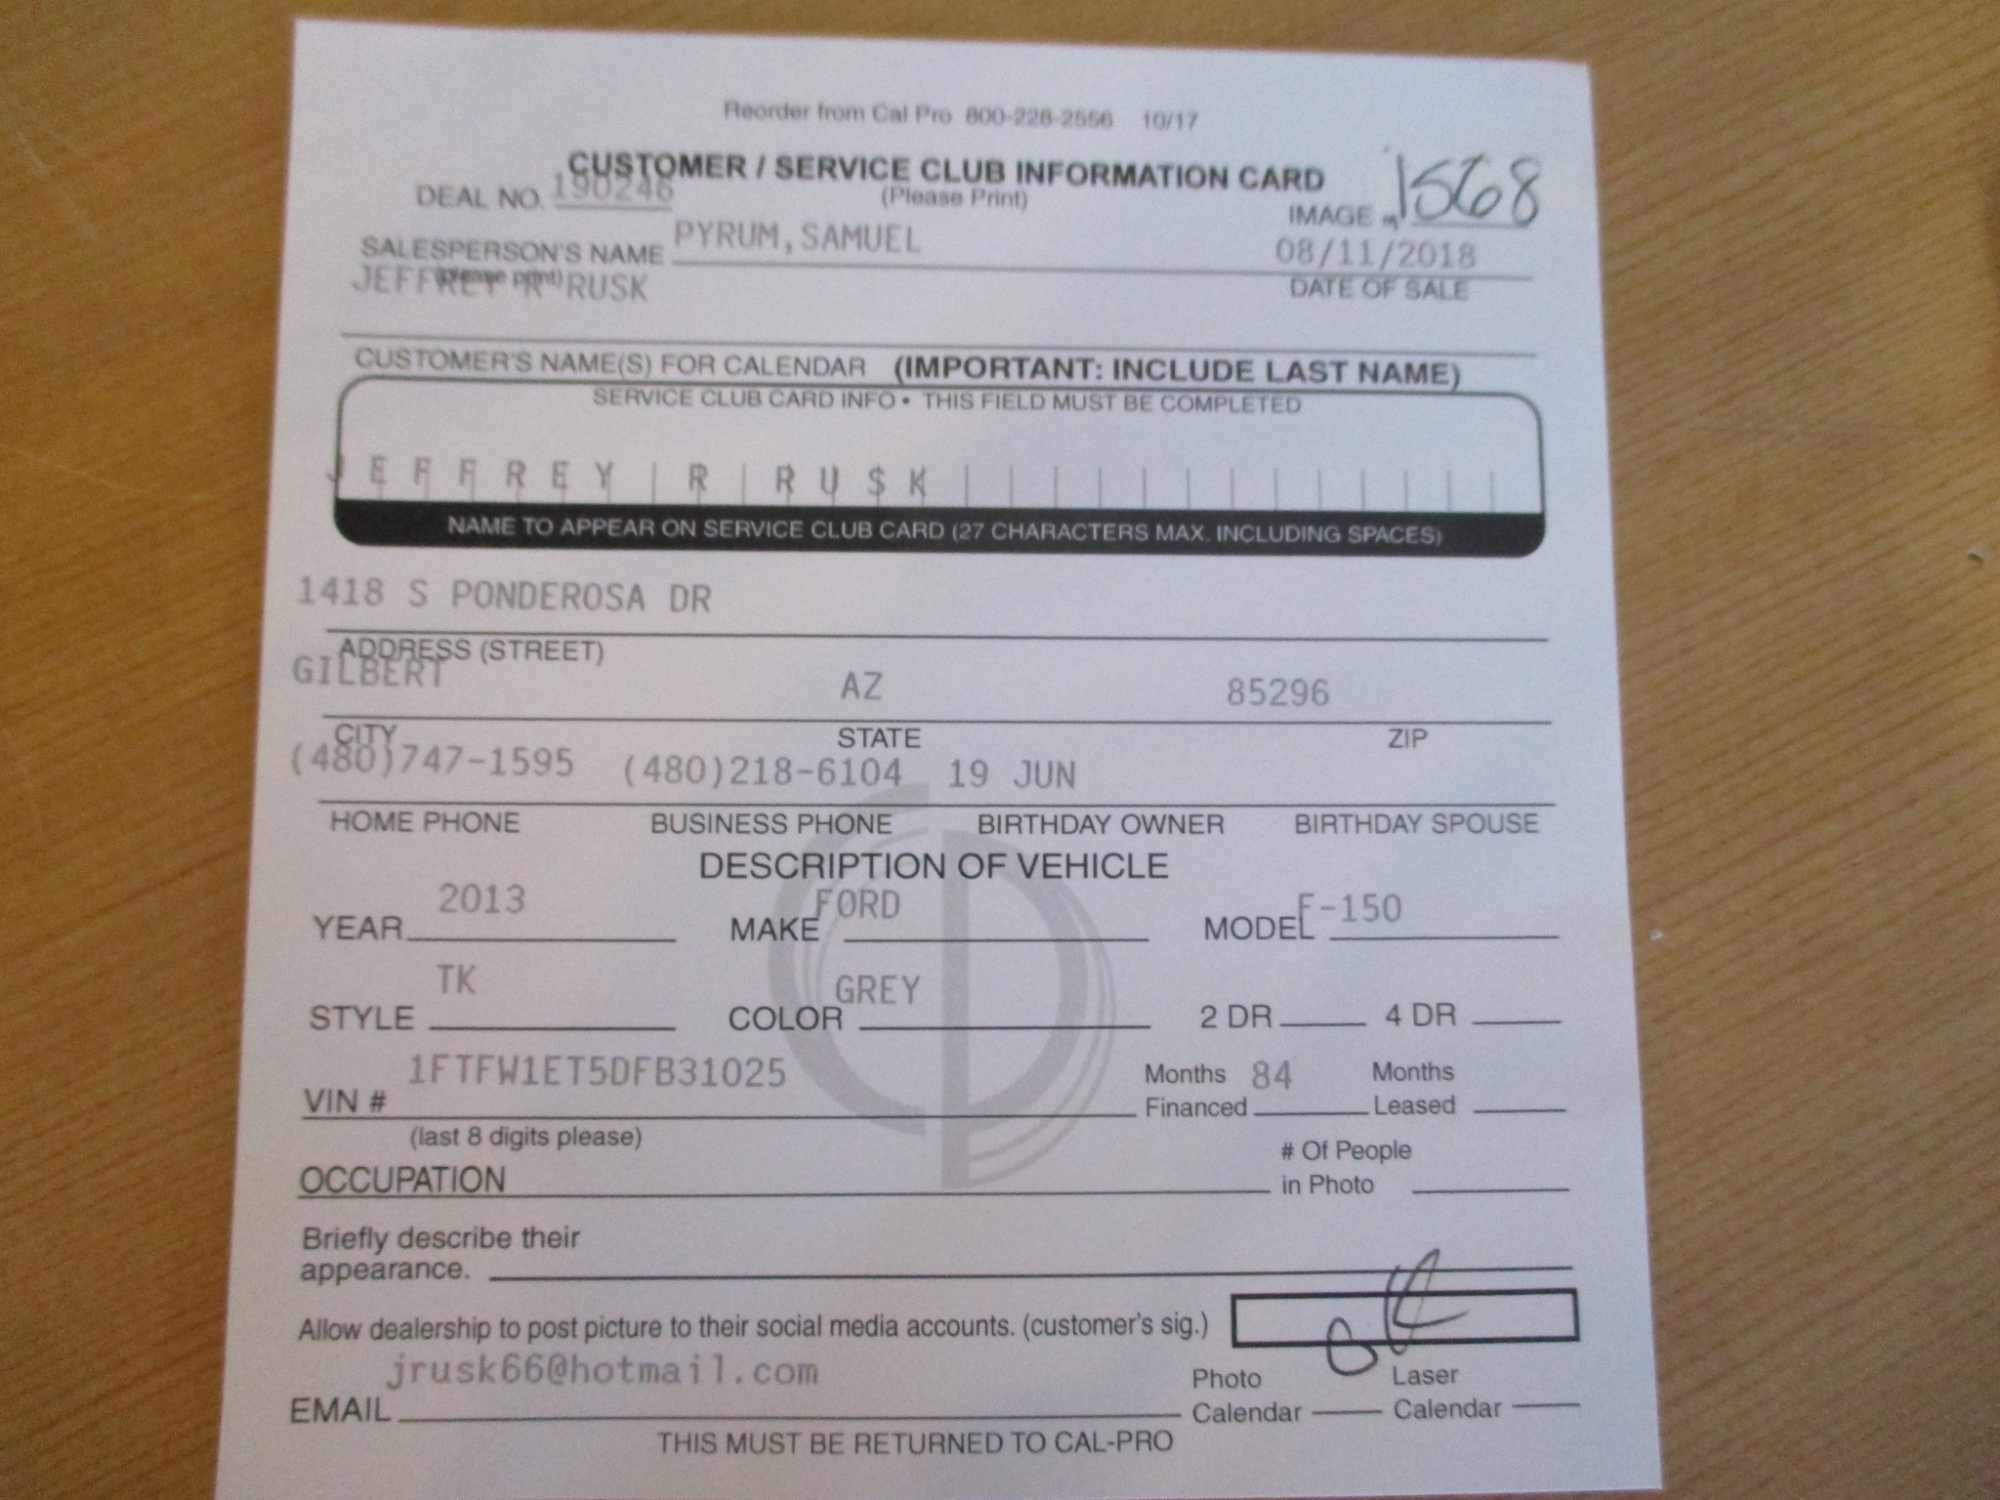 Reorder from Cal Pro 800-228-2556 10/17
CUSTOMER / SERVICE CLUB INFORMATION CARD
DEAL NO. 190246 (Please Print) IMAGE 1568
SALESPERSON'S NAME PYRUM, SAMUEL 08/11/2018
(please print) DATE OF SALE
JEFFREY R RUSK
CUSTOMER'S NAME(S) FOR CALENDAR (IMPORTANT: INCLUDE LAST NAME)
SERVICE CLUB CARD INFO • THIS FIELD MUST BE COMPLETED
JEFFREY R RUSK
NAME TO APPEAR ON SERVICE CLUB CARD (27 CHARACTERS MAX. INCLUDING SPACES)
1418 S PONDEROSA DR
ADDRESS (STREET)
GILBERT AZ 85296
CITY STATE ZIP
(480)747-1595 (480)218-6104 19 JUN
HOME PHONE BUSINESS PHONE BIRTHDAY OWNER BIRTHDAY SPOUSE
DESCRIPTION OF VEHICLE
YEAR 2013 MAKE FORD MODEL F-150
STYLE TK COLOR GREY 2 DR 4 DR
VIN # 1FTFW1ET5DFB31025 Months Financed 84 Months Leased
(last 8 digits please)
OCCUPATION # Of People in Photo
Briefly describe their
appearance.
Allow dealership to post picture to their social media accounts. (customer's sig.)
EMAIL jrusk66@hotmail.com Photo Calendar Laser Calendar
THIS MUST BE RETURNED TO CAL-PRO